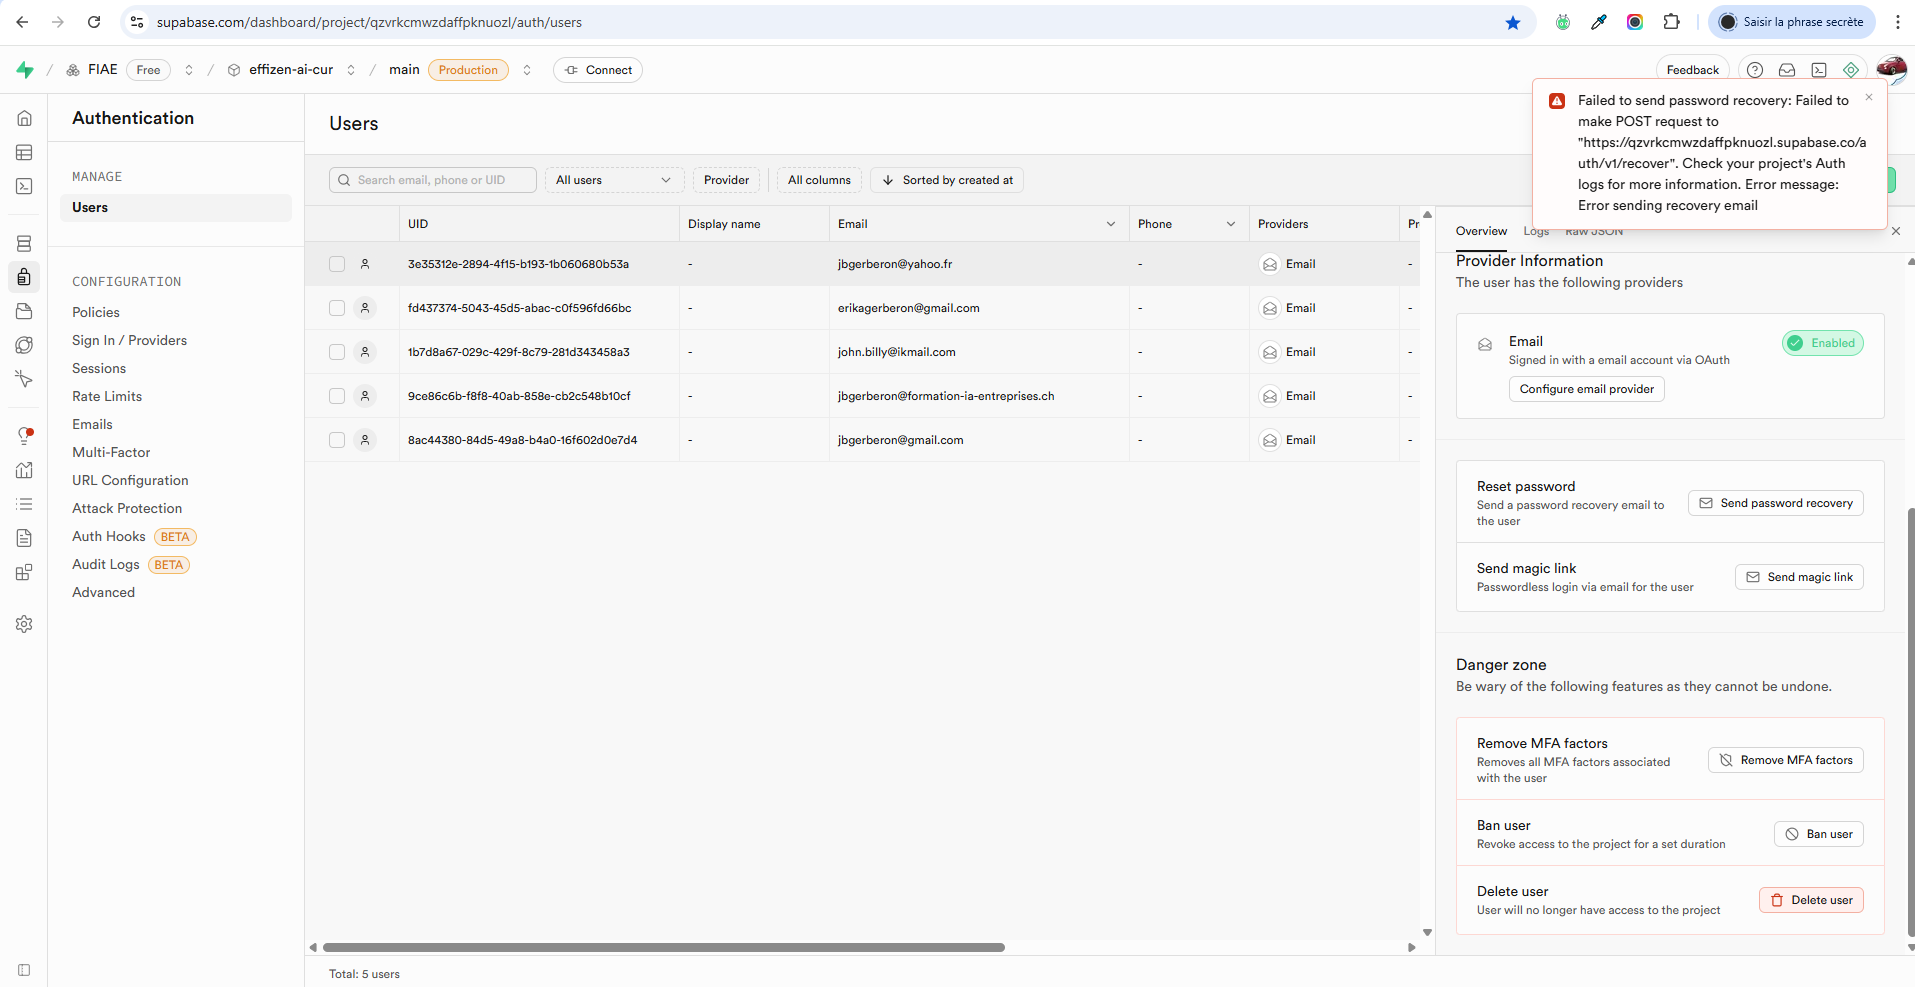 supabase.com/dashboard/project/qzvrkcmwzdaffpknuozl/auth/users
Saisir la phrase secrète
/ FIAE Free / effizen-ai-cur / main Production Connect
Feedback
Failed to send password recovery: Failed to
make POST request to
"https://qzvrkcmwzdaffpknuozl.supabase.co/a
uth/v1/recover". Check your project's Auth
logs for more information. Error message:
Error sending recovery email
Authentication
MANAGE
Users
CONFIGURATION
Policies
Sign In / Providers
Sessions
Rate Limits
Emails
Multi-Factor
URL Configuration
Attack Protection
Auth Hooks BETA
Audit Logs BETA
Advanced
Users
Search email, phone or UID
All users
Provider
All columns
Sorted by created at
UID Display name Email Phone Providers Pr
3e35312e-2894-4f15-b193-1b060680b53a - jbgerberon@yahoo.fr - Email -
fd437374-5043-45d5-abac-c0f596fd66bc - erikagerberon@gmail.com - Email -
1b7d8a67-029c-429f-8c79-281d343458a3 - john.billy@ikmail.com - Email -
9ce86c6b-f8f8-40ab-858e-cb2c548b10cf - jbgerberon@formation-ia-entreprises.ch - Email -
8ac44380-84d5-49a8-b4a0-16f602d0e7d4 - jbgerberon@gmail.com - Email -
Total: 5 users
Overview Logs Raw JSON
Provider Information
The user has the following providers
Email
Signed in with a email account via OAuth
Enabled
Configure email provider
Reset password
Send a password recovery email to
the user
Send password recovery
Send magic link
Passwordless login via email for the user
Send magic link
Danger zone
Be wary of the following features as they cannot be undone.
Remove MFA factors
Removes all MFA factors associated
with the user
Remove MFA factors
Ban user
Revoke access to the project for a set duration
Ban user
Delete user
User will no longer have access to the project
Delete user